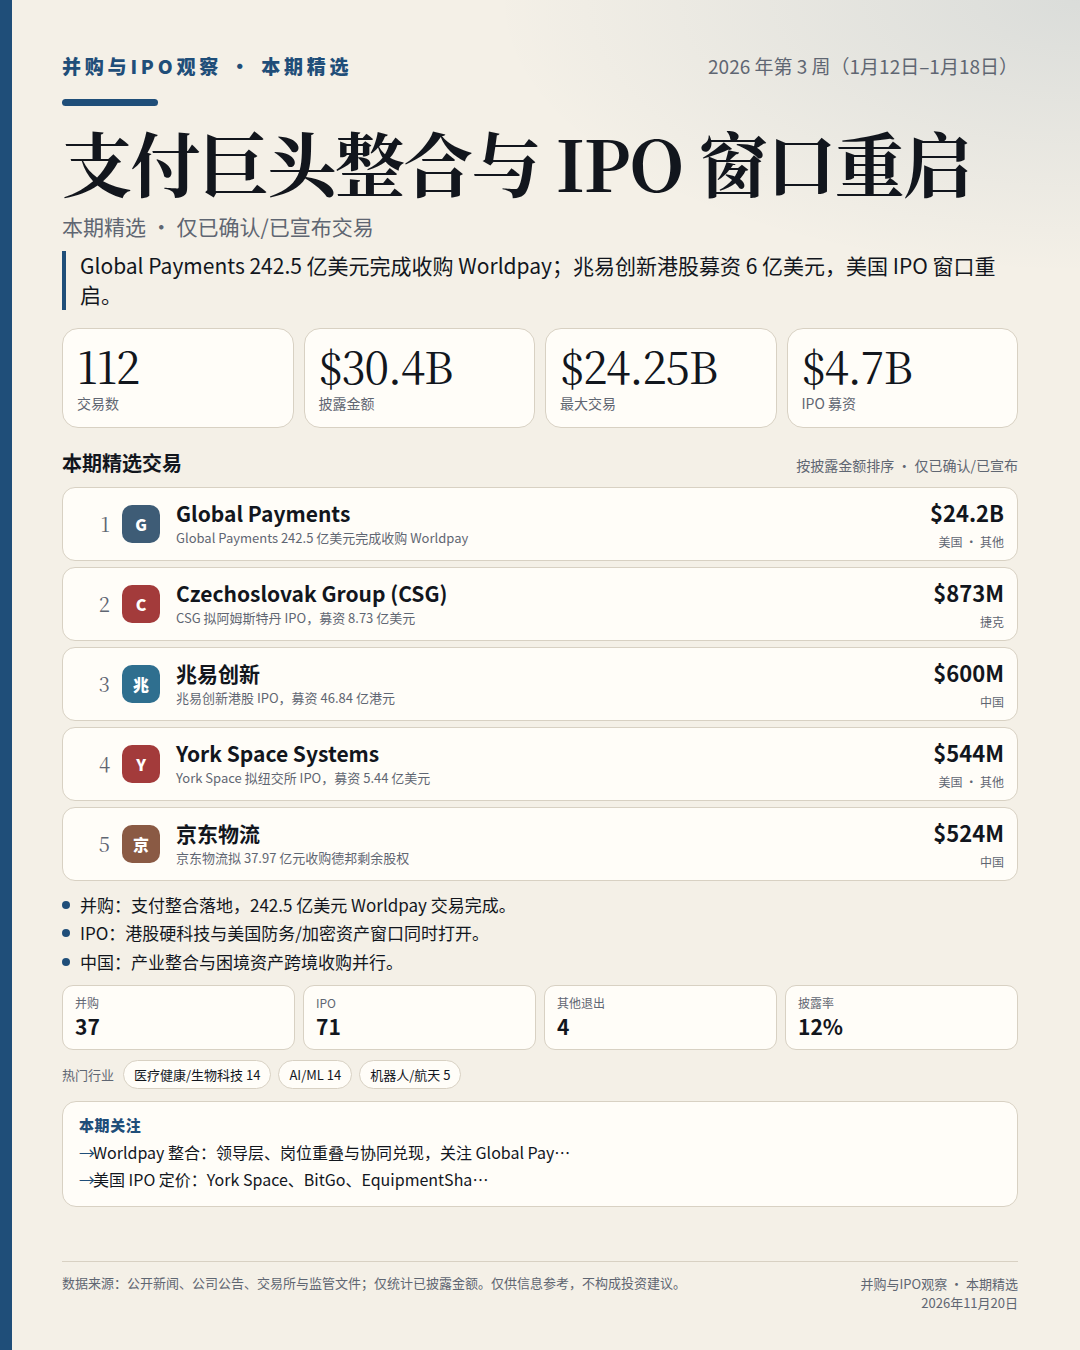 并购与IPO观察 • 本期精选
2026 年第 3 周（1月12日–1月18日）
支付巨头整合与 IPO 窗口重启
本期精选 • 仅已确认/已宣布交易
Global Payments 242.5 亿美元完成收购 Worldpay；兆易创新港股募资 6 亿美元，美国 IPO 窗口重
启。
112
交易数
$30.4B
披露金额
$24.25B
最大交易
$4.7B
IPO 募资
本期精选交易
按披露金额排序 • 仅已确认/已宣布
1
G
Global Payments
Global Payments 242.5 亿美元完成收购 Worldpay
$24.2B
美国 • 其他
2
C
Czechoslovak Group (CSG)
CSG 拟阿姆斯特丹 IPO，募资 8.73 亿美元
$873M
捷克
3
兆
兆易创新
兆易创新港股 IPO，募资 46.84 亿港元
$600M
中国
4
Y
York Space Systems
York Space 拟纽交所 IPO，募资 5.44 亿美元
$544M
美国 • 其他
5
京
京东物流
京东物流拟 37.97 亿元收购德邦剩余股权
$524M
中国
并购：支付整合落地，242.5 亿美元 Worldpay 交易完成。
IPO：港股硬科技与美国防务/加密资产窗口同时打开。
中国：产业整合与困境资产跨境收购并行。
并购
37
IPO
71
其他退出
4
披露率
12%
热门行业
医疗健康/生物科技 14
AI/ML 14
机器人/航天 5
本期关注
→Worldpay 整合：领导层、岗位重叠与协同兑现，关注 Global Pay…
→美国 IPO 定价：York Space、BitGo、EquipmentSha…
数据来源：公开新闻、公司公告、交易所与监管文件；仅统计已披露金额。仅供信息参考，不构成投资建议。
并购与IPO观察 • 本期精选
2026年11月20日